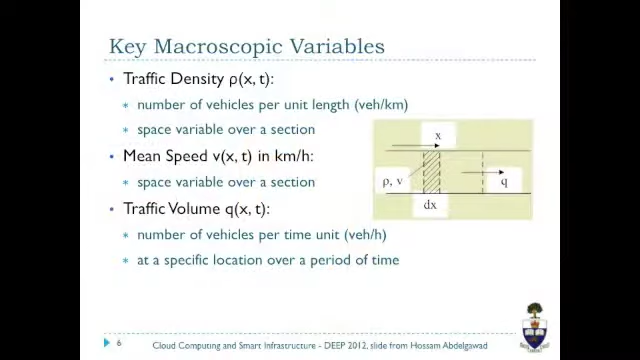 Key Macroscopic Variables
• Traffic Density ρ(x, t):
* number of vehicles per unit length (veh/km)
* space variable over a section
• Mean Speed v(x, t) in km/h:
* space variable over a section
• Traffic Volume q(x, t):
* number of vehicles per time unit (veh/h)
* at a specific location over a period of time
x
ρ, v
q
dx
6
Cloud Computing and Smart Infrastructure - DEEP 2012, slide from Hossam Abdelgawad